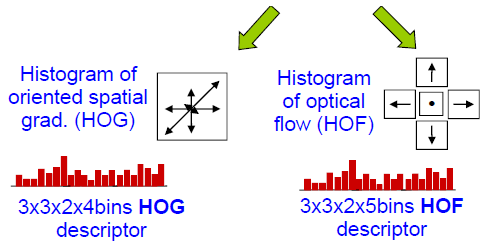 Histogram of
oriented spatial
grad. (HOG)
3x3x2x4bins HOG
descriptor
Histogram
of optical
flow (HOF)
3x3x2x5bins HOF
descriptor